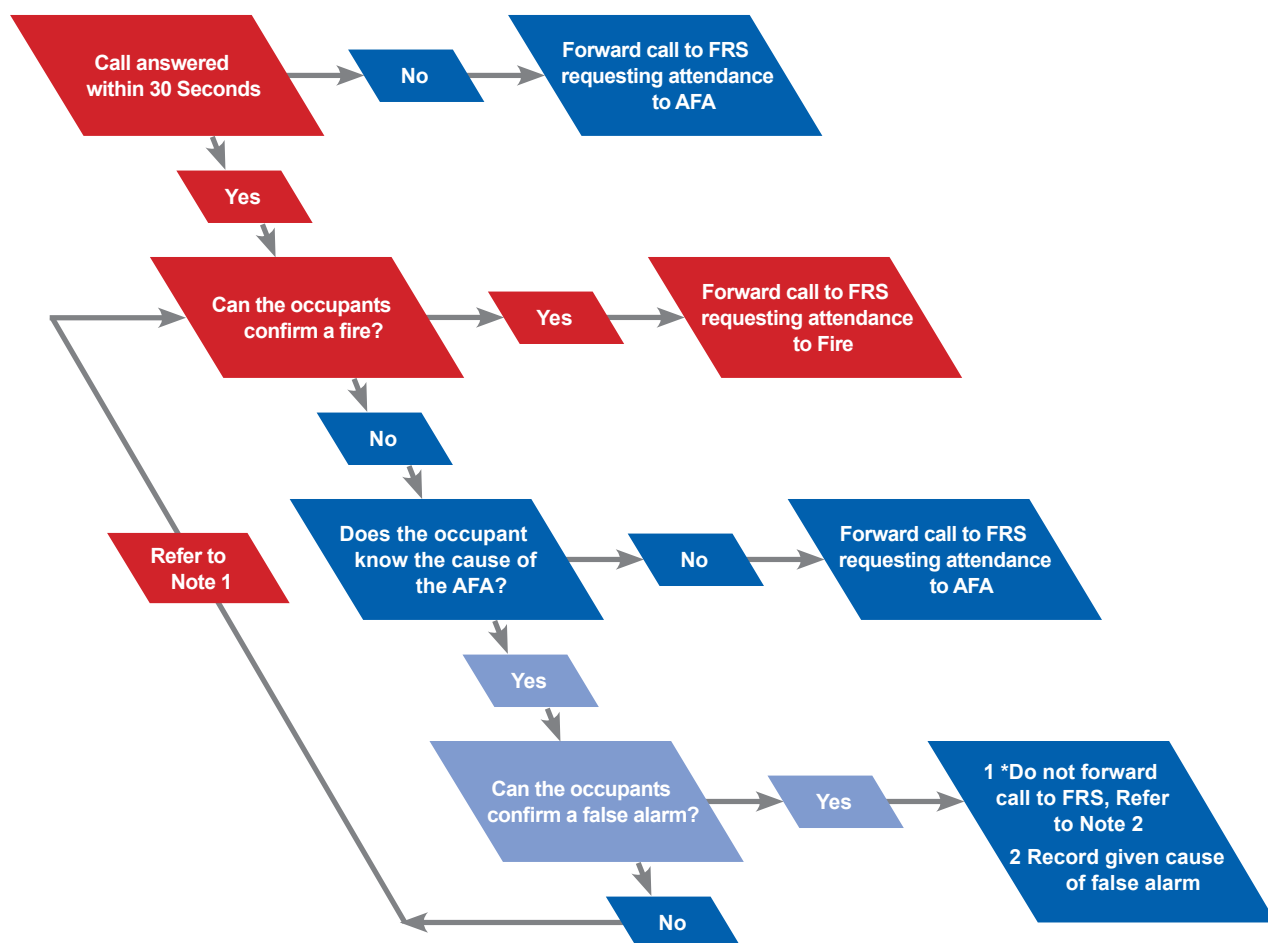 Call answered
within 30 Seconds
No
Forward call to FRS
requesting attendance
to AFA
Yes
Can the occupants
confirm a fire?
Yes
Forward call to FRS
requesting attendance
to Fire
No
Does the occupant
know the cause of
the AFA?
No
Forward call to FRS
requesting attendance
to AFA
Refer to
Note 1
Yes
Can the occupants
confirm a false alarm?
Yes
1 *Do not forward
call to FRS, Refer
to Note 2
2 Record given cause
of false alarm
No